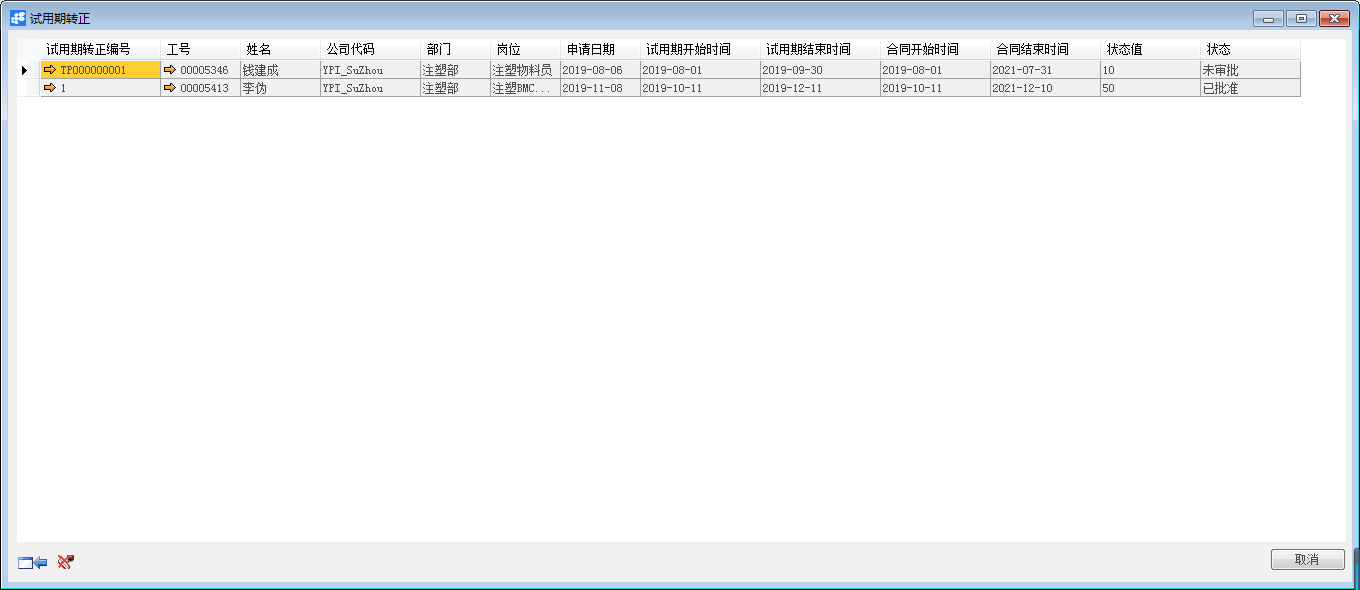 试用期转正
试用期转正编号 工号 姓名 公司代码 部门 岗位 申请日期 试用期开始时间 试用期结束时间 合同开始时间 合同结束时间 状态值 状态
TP000000001 00005346 钱建成 YPI_SuZhou 注塑部 注塑物料员 2019-08-06 2019-08-01 2019-09-30 2019-08-01 2021-07-31 10 未审批
1 00005413 李伪 YPI_SuZhou 注塑部 注塑BMC... 2019-11-08 2019-10-11 2019-12-11 2019-10-11 2021-12-10 50 已批准
取消